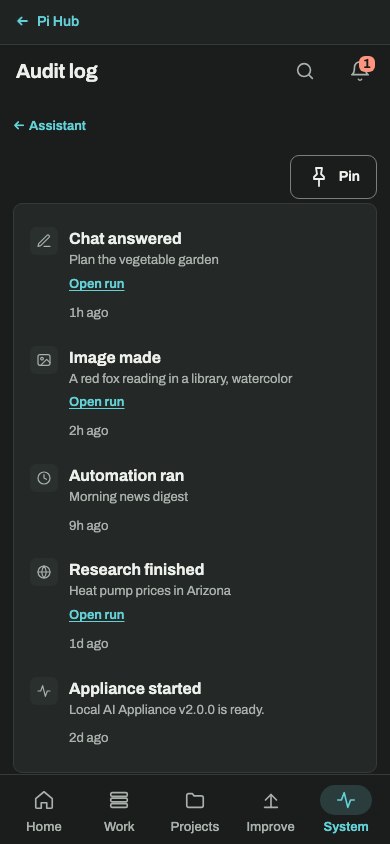 ← Pi Hub
Audit log
1
← Assistant
Pin
Chat answered
Plan the vegetable garden
Open run
1h ago
Image made
A red fox reading in a library, watercolor
Open run
2h ago
Automation ran
Morning news digest
9h ago
Research finished
Heat pump prices in Arizona
Open run
1d ago
Appliance started
Local AI Appliance v2.0.0 is ready.
2d ago
Home Work Projects Improve System